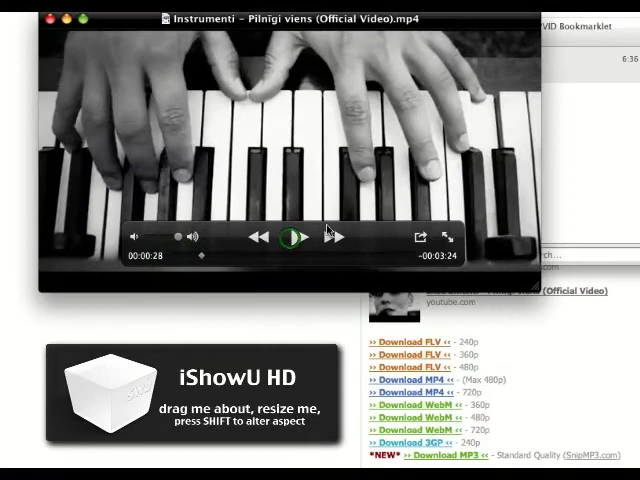 Instrumenti – Pilnīgi viens (Official Video).mp4
VID Bookmarklet
6:36
00:00:28
-00:03:24
ch...
(Official Video)
youtube.com
>> Download FLV << - 240p
>> Download FLV << - 360p
>> Download FLV << - 480p
>> Download MP4 << - (Max 480p)
>> Download MP4 << - 720p
>> Download WebM << - 360p
>> Download WebM << - 480p
>> Download WebM << - 720p
>> Download 3GP << - 240p
*NEW* >> Download MP3 << - Standard Quality (SnipMP3.com)
iShowU HD
drag me about, resize me,
press SHIFT to alter aspect